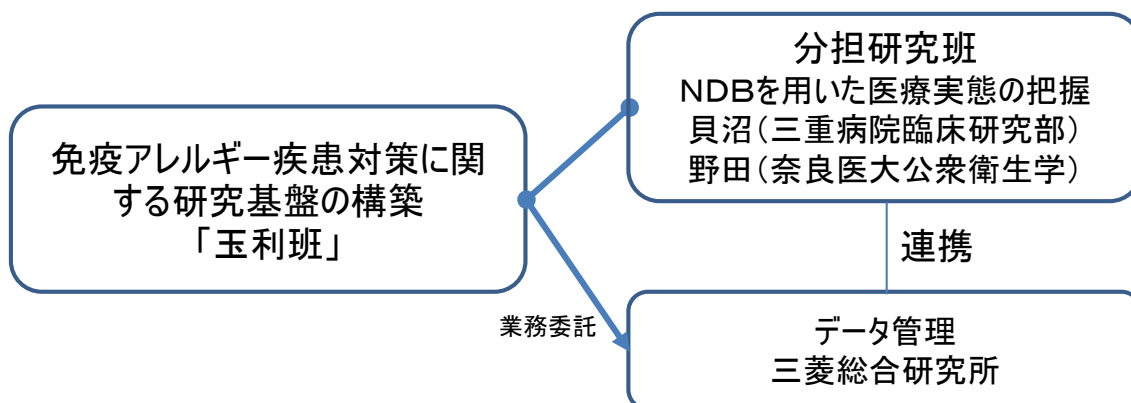 免疫アレルギー疾患対策に関
する研究基盤の構築
「玉利班」
分担研究班
NDBを用いた医療実態の把握
貝沼(三重病院臨床研究部)
野田(奈良医大公衆衛生学)
連携
業務委託
データ管理
三菱総合研究所